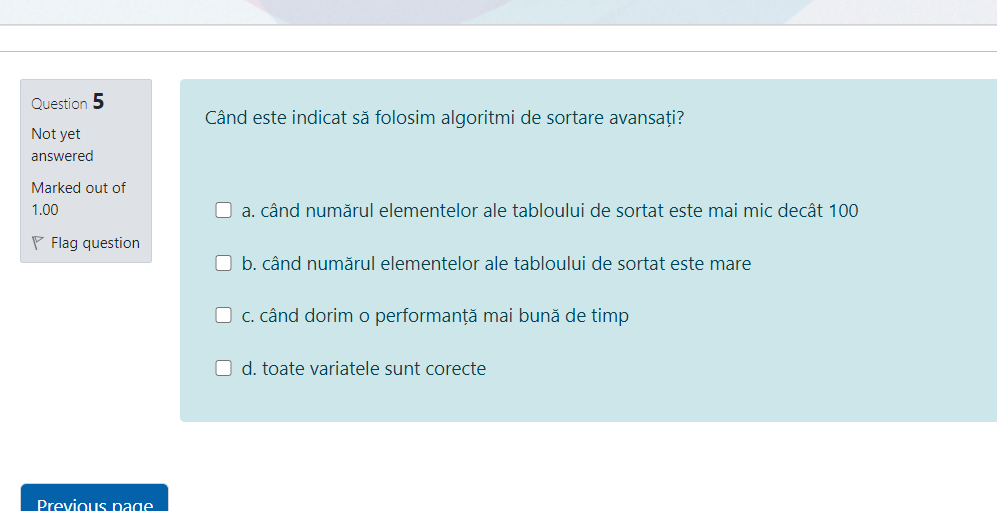 Question 5
Not yet
answered
Marked out of
1.00
Flag question
Când este indicat să folosim algoritmi de sortare avansați?
a. când numărul elementelor ale tabloului de sortat este mai mic decât 100
b. când numărul elementelor ale tabloului de sortat este mare
c. când dorim o performanță mai bună de timp
d. toate variatele sunt corecte
Previous page